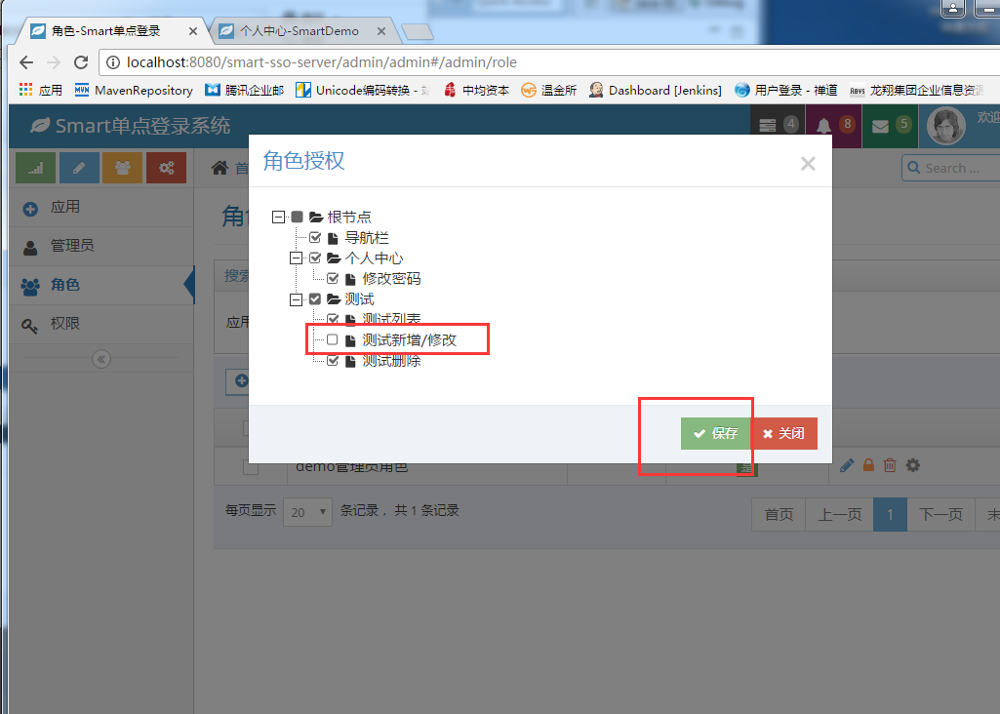 角色-Smart单点登录
个人中心-SmartDemo
localhost:8080/smart-sso-server/admin/admin#/admin/role
应用 MavenRepository 腾讯企业邮 Unicode编码转换 - 中均资本 温金所 Dashboard [Jenkins] 用户登录 - 禅道 龙翔集团企业信息资源
Smart单点登录系统 4 8 5 欢迎
角色授权
首 Search ...
根节点
应用
角
导航栏
管理员
个人中心
角色
修改密码
搜索
测试
权限
应用
测试列表
测试新增/修改
测试删除
保存 关闭
demo管理员角色 是
每页显示 20 条记录，共 1 条记录
首页 上一页 1 下一页 末